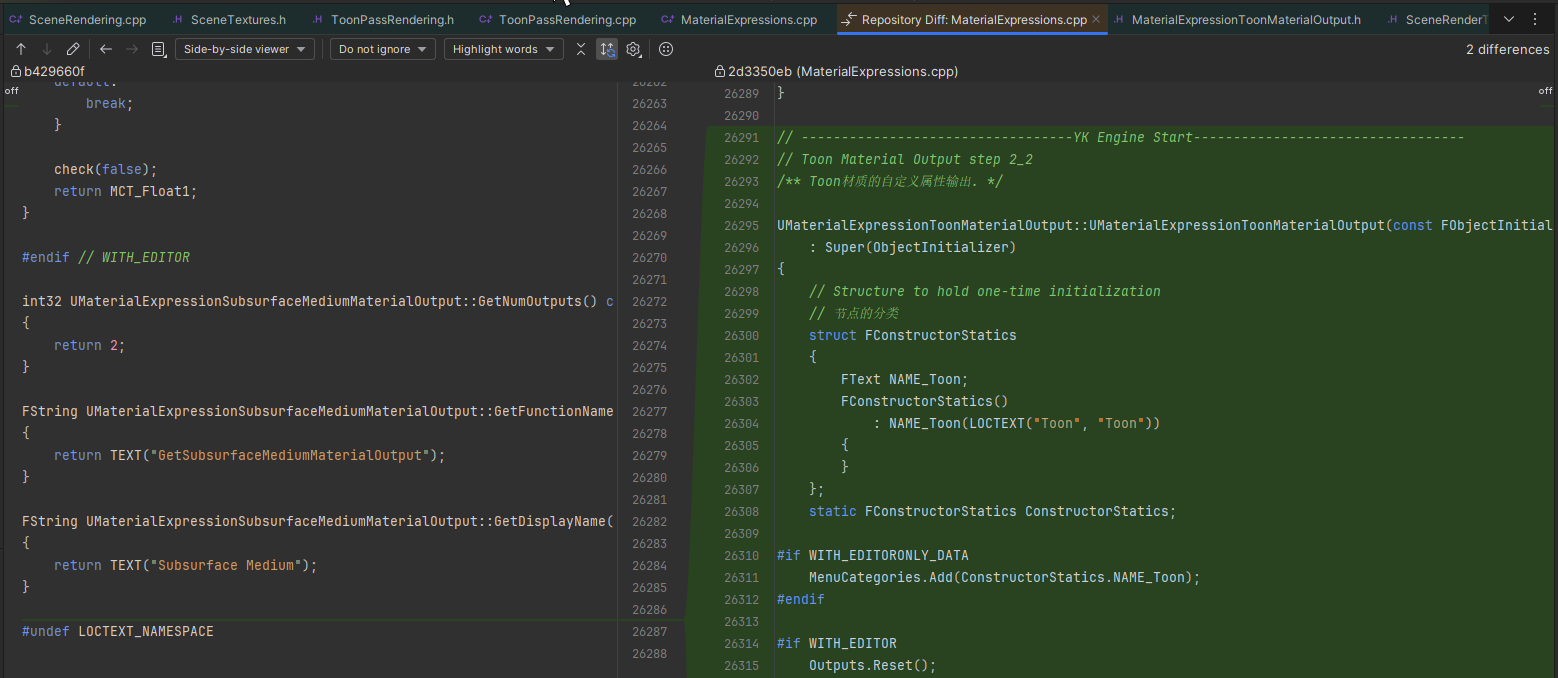 SceneRendering.cpp
SceneTextures.h
ToonPassRendering.h
ToonPassRendering.cpp
MaterialExpressions.cpp
Repository Diff: MaterialExpressions.cpp
MaterialExpressionToonMaterialOutput.h
Side-by-side viewer
Do not ignore
Highlight words
2 differences
b429660f
2d3350eb (MaterialExpressions.cpp)
off
off
26263 break;
26264 }
26265
26266 check(false);
26267 return MCT_Float1;
26268 }
26269
26270 #endif // WITH_EDITOR
26271
26272 int32 UMaterialExpressionSubsurfaceMediumMaterialOutput::GetNumOutputs() c
26273 {
26274 return 2;
26275 }
26276
26277 FString UMaterialExpressionSubsurfaceMediumMaterialOutput::GetFunctionName
26278 {
26279 return TEXT("GetSubsurfaceMediumMaterialOutput");
26280 }
26281
26282 FString UMaterialExpressionSubsurfaceMediumMaterialOutput::GetDisplayName(
26283 {
26284 return TEXT("Subsurface Medium");
26285 }
26286
26287 #undef LOCTEXT_NAMESPACE
26288
26289 }
26290
26291 // ----------------------------------YK Engine Start----------------------------------
26292 // Toon Material Output step 2_2
26293 /** Toon材质的自定义属性输出. */
26294
26295 UMaterialExpressionToonMaterialOutput::UMaterialExpressionToonMaterialOutput(const FObjectInitial
26296 : Super(ObjectInitializer)
26297 {
26298 // Structure to hold one-time initialization
26299 // 节点的分类
26300 struct FConstructorStatics
26301 {
26302 FText NAME_Toon;
26303 FConstructorStatics()
26304 : NAME_Toon(LOCTEXT("Toon", "Toon"))
26305 {
26306 }
26307 };
26308 static FConstructorStatics ConstructorStatics;
26309
26310 #if WITH_EDITORONLY_DATA
26311 MenuCategories.Add(ConstructorStatics.NAME_Toon);
26312 #endif
26313
26314 #if WITH_EDITOR
26315 Outputs.Reset();